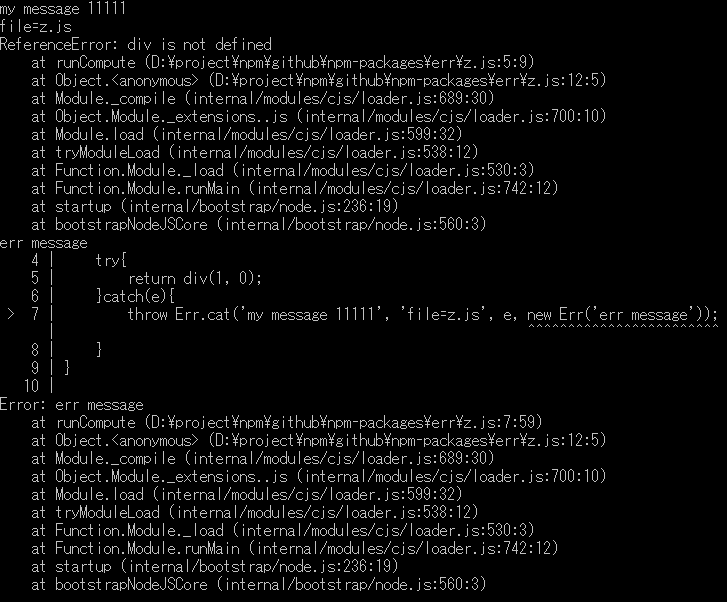 my message 11111
file=z.js
ReferenceError: div is not defined
    at runCompute (D:¥project¥npm¥github¥npm-packages¥err¥z.js:5:9)
    at Object.<anonymous> (D:¥project¥npm¥github¥npm-packages¥err¥z.js:12:5)
    at Module._compile (internal/modules/cjs/loader.js:689:30)
    at Object.Module._extensions..js (internal/modules/cjs/loader.js:700:10)
    at Module.load (internal/modules/cjs/loader.js:599:32)
    at tryModuleLoad (internal/modules/cjs/loader.js:538:12)
    at Function.Module._load (internal/modules/cjs/loader.js:530:3)
    at Function.Module.runMain (internal/modules/cjs/loader.js:742:12)
    at startup (internal/bootstrap/node.js:236:19)
    at bootstrapNodeJSCore (internal/bootstrap/node.js:560:3)
err message
    4 |     try{
    5 |         return div(1, 0);
    6 |     }catch(e){
 >  7 |         throw Err.cat('my message 11111', 'file=z.js', e, new Err('err message'));
      |                                                           ^^^^^^^^^^^^^^^^^^^^^^^^
    8 |     }
    9 | }
   10 |
Error: err message
    at runCompute (D:¥project¥npm¥github¥npm-packages¥err¥z.js:7:59)
    at Object.<anonymous> (D:¥project¥npm¥github¥npm-packages¥err¥z.js:12:5)
    at Module._compile (internal/modules/cjs/loader.js:689:30)
    at Object.Module._extensions..js (internal/modules/cjs/loader.js:700:10)
    at Module.load (internal/modules/cjs/loader.js:599:32)
    at tryModuleLoad (internal/modules/cjs/loader.js:538:12)
    at Function.Module._load (internal/modules/cjs/loader.js:530:3)
    at Function.Module.runMain (internal/modules/cjs/loader.js:742:12)
    at startup (internal/bootstrap/node.js:236:19)
    at bootstrapNodeJSCore (internal/bootstrap/node.js:560:3)